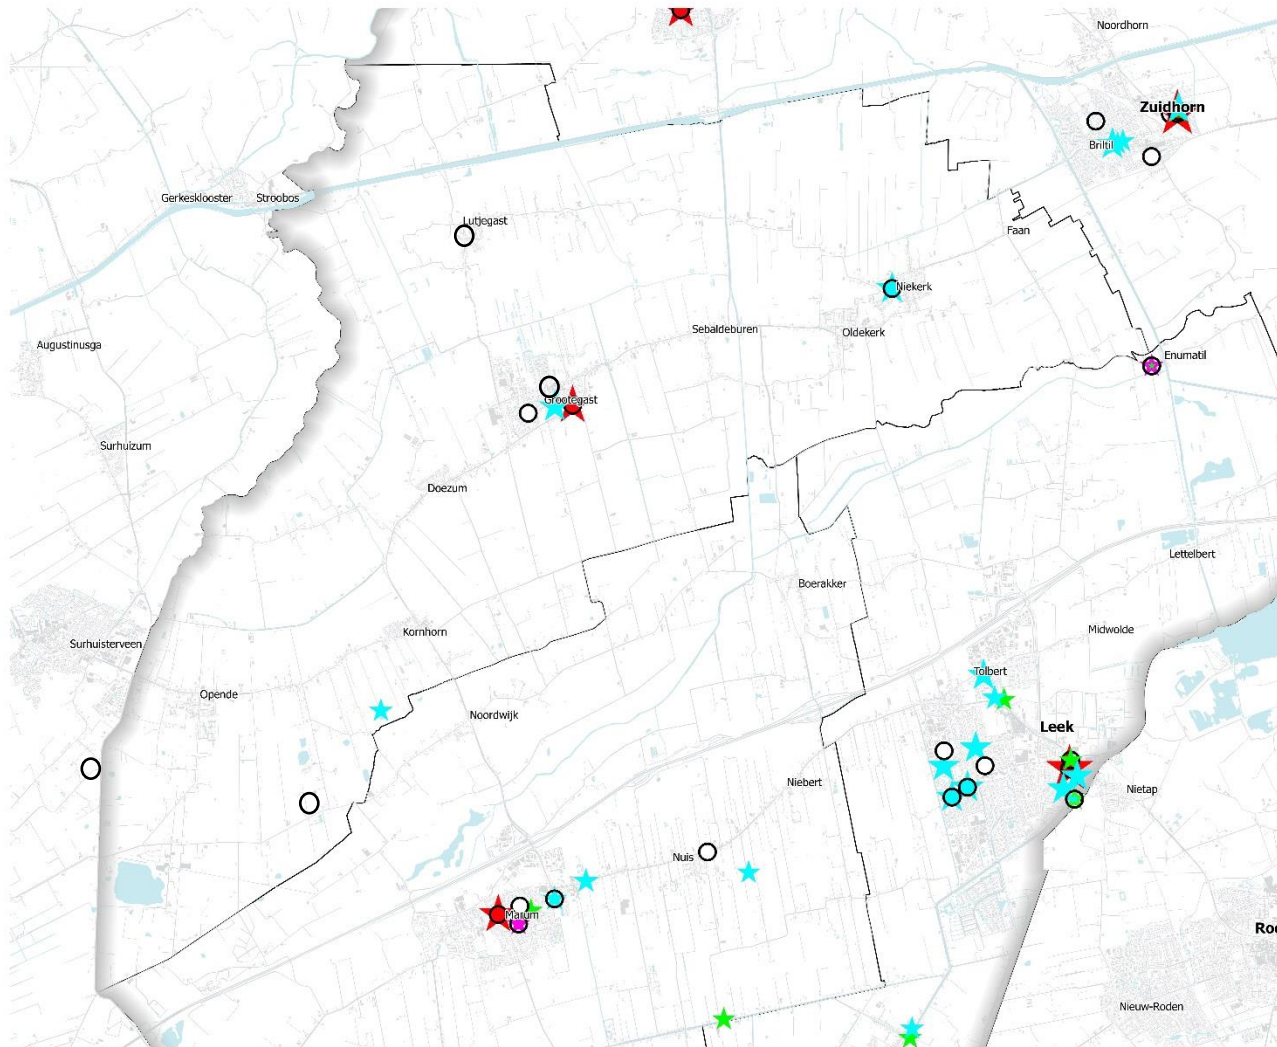 Noordhorn
Zuidhorn
Briltil
Gerkesklooster
Stroobos
Lutjegast
Faan
Niekerk
Sebaldeburen
Oldekerk
Augustinusga
Enumatil
Grootegast
Surhuizum
Doezum
Lettelbert
Boerakker
Kornhorn
Midwolde
Surhuisterveen
Tolbert
Opende
Noordwijk
Leek
Niebert
Nietap
Nuis
Marum
Roo
Nieuw-Roden